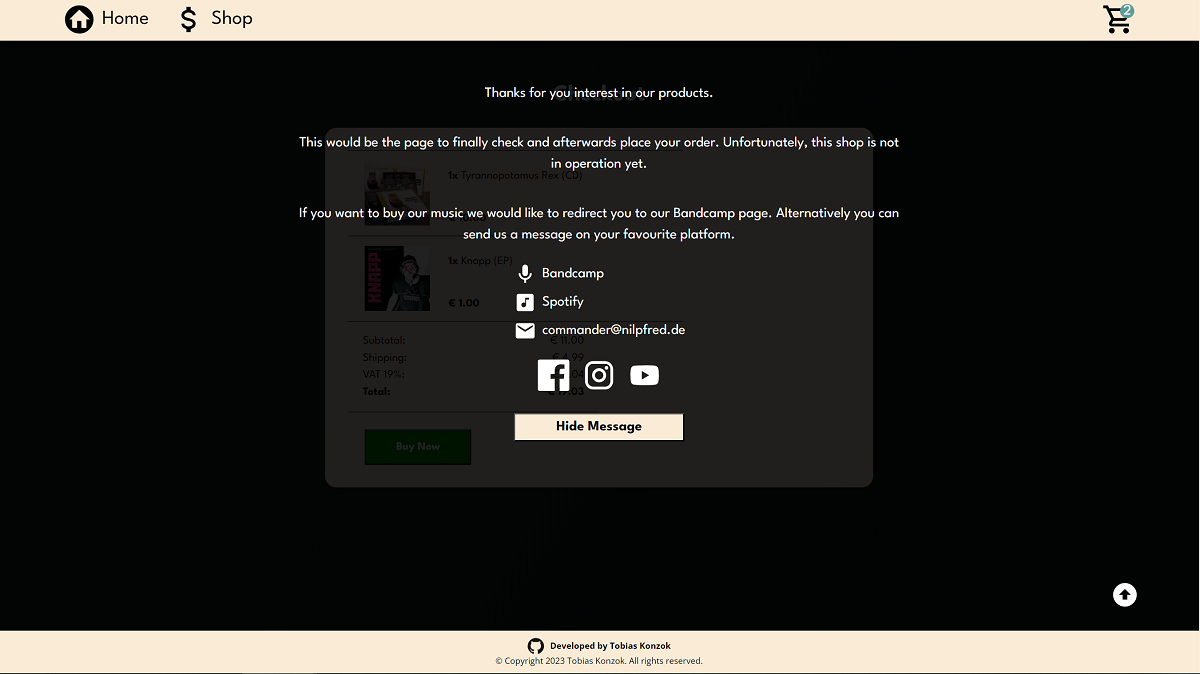 Home
Shop
2
Checkout
Thanks for you interest in our products.
This would be the page to finally check and afterwards place your order. Unfortunately, this shop is not
in operation yet.
1x Tyrannopotamus Rex (CD)
If you want to buy our music we would like to redirect you to our Bandcamp page. Alternatively you can
send us a message on your favourite platform.
KNAPP
1x Knapp (EP)
€ 1.00
Bandcamp
Spotify
commander@nilpfred.de
Subtotal: € 11.00
Shipping: € 4.99
VAT 19%:
Total:
Hide Message
Buy Now
Developed by Tobias Konzok
© Copyright 2023 Tobias Konzok. All rights reserved.